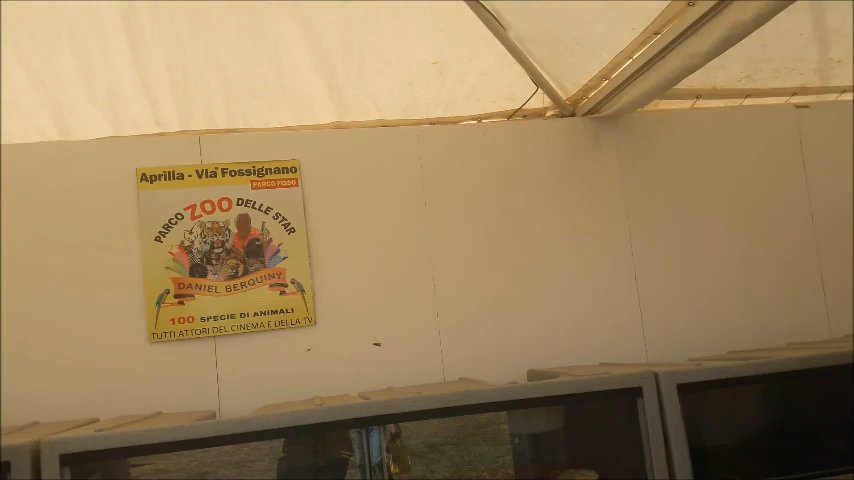 Aprilla - Via Fossignano
PARCO FISSO
PARCO ZOO DELLE STAR
DANIEL BERQUINY
100 SPECIE DI ANIMALI
TUTTI ATTORI DEL CINEMA E DELLA TV